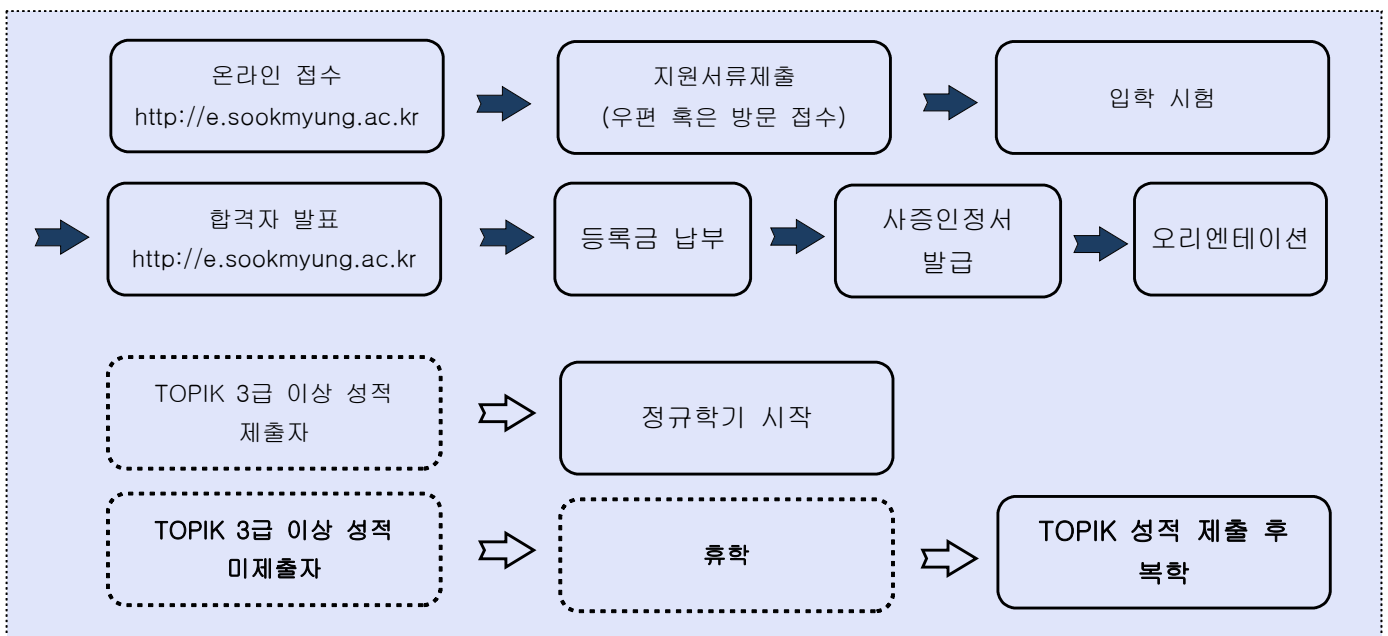 온라인 접수
http://e.sookmyung.ac.kr
지원서류제출
(우편 혹은 방문 접수)
입학 시험
합격자 발표
http://e.sookmyung.ac.kr
등록금 납부
사증인정서
발급
오리엔테이션
TOPIK 3급 이상 성적
제출자
정규학기 시작
TOPIK 3급 이상 성적
미제출자
휴학
TOPIK 성적 제출 후
복학